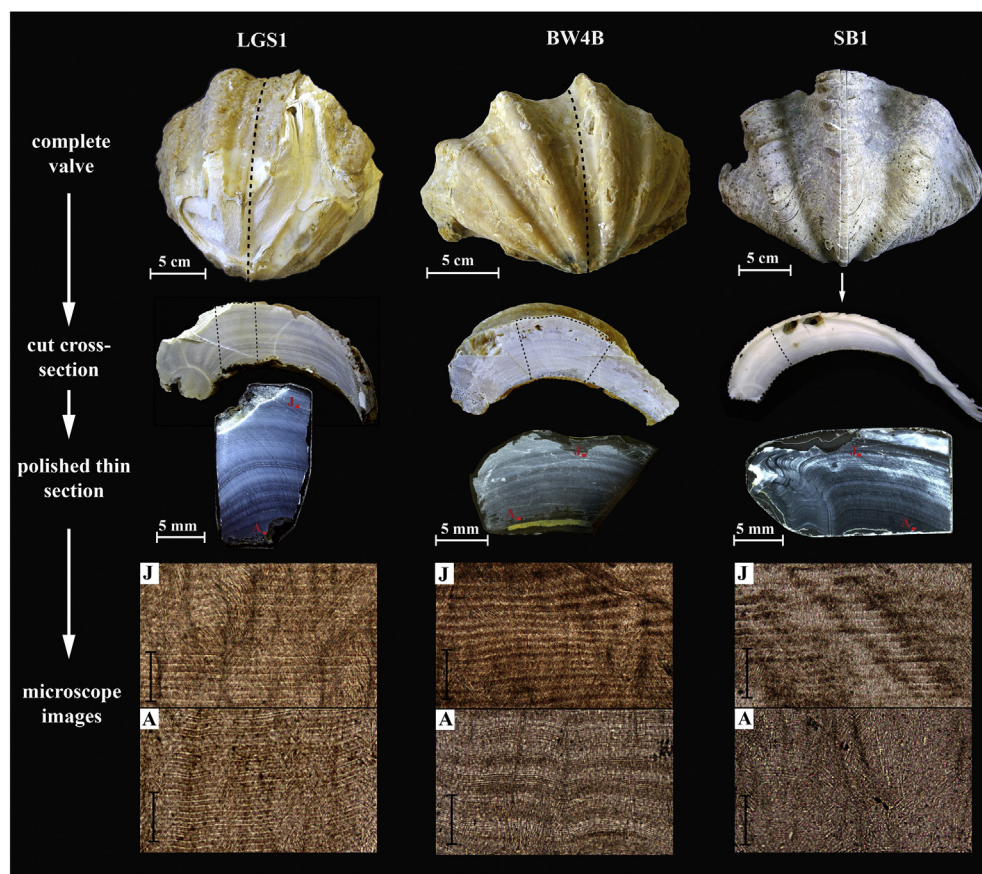 LGS1
BW4B
SB1
complete
valve
5 cm
5 cm
5 cm
cut cross-
section
J
J
J
polished thin
section
A
A
A
5 mm
5 mm
5 mm
J
J
J
microscope
images
A
A
A